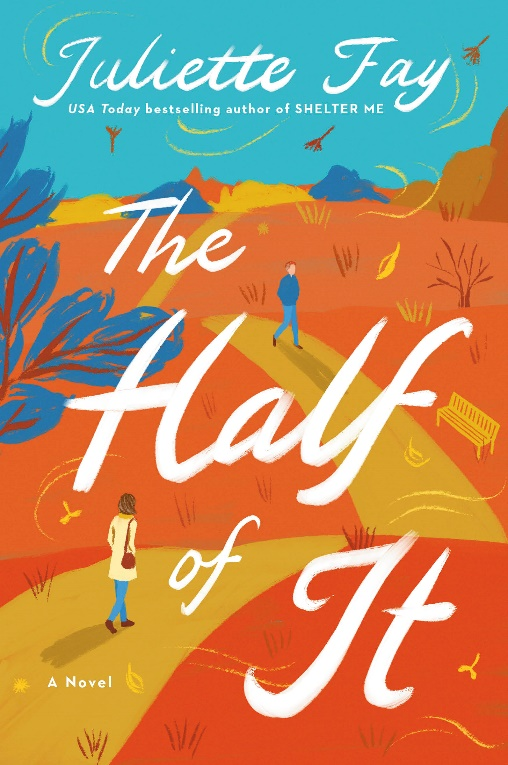 Juliette Fay
USA Today bestselling author of SHELTER ME
The
Half
of
It
A Novel